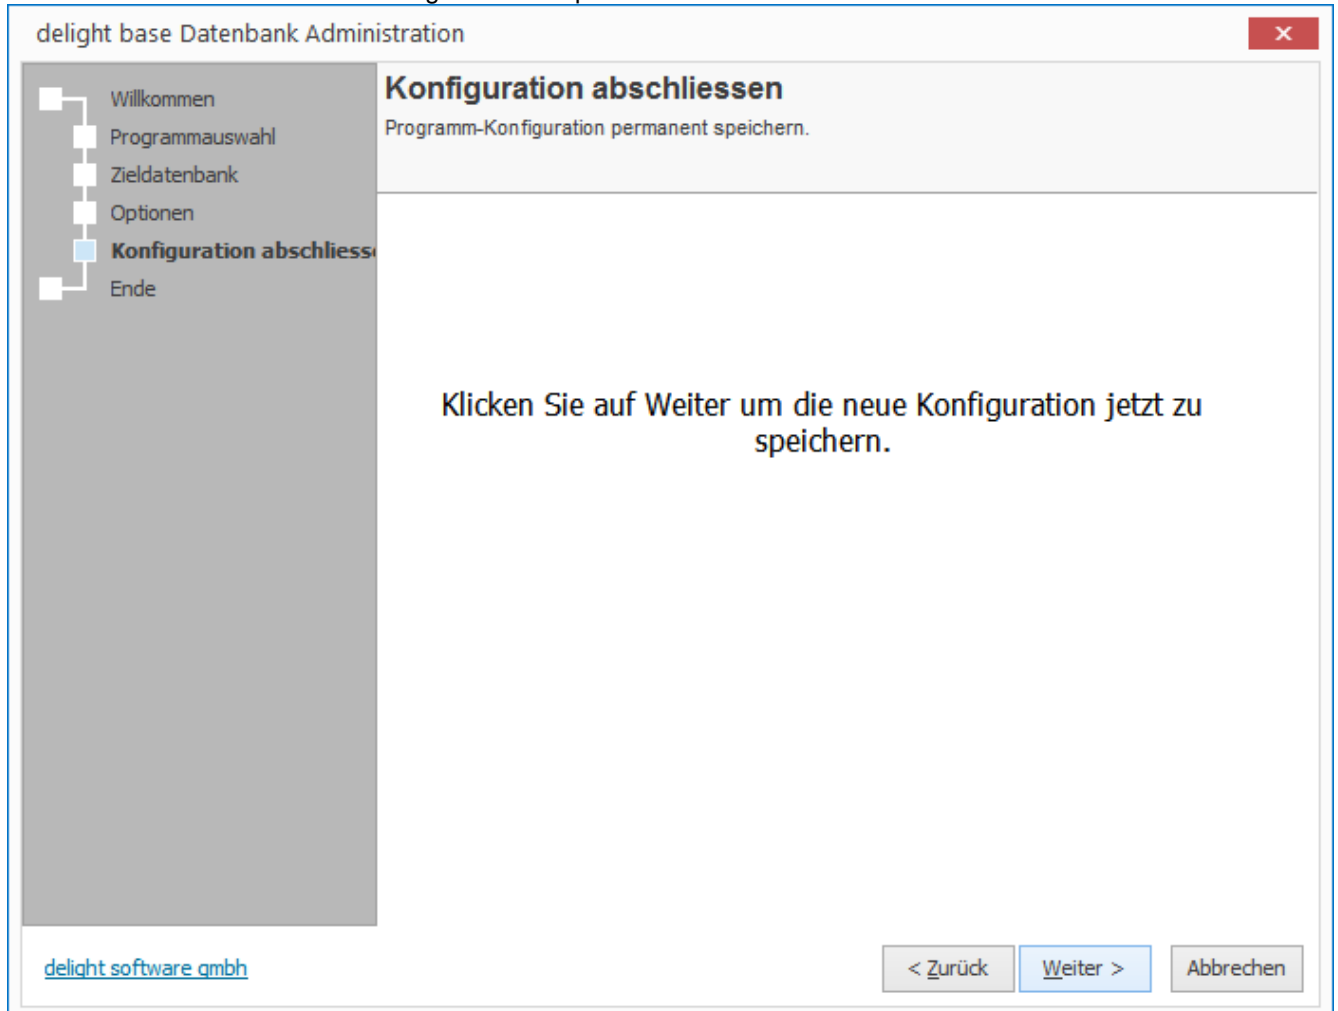 delight base Datenbank Administration
Willkommen
Programmauswahl
Zieldatenbank
Optionen
Konfiguration abschliess
Ende
Konfiguration abschliessen
Programm-Konfiguration permanent speichern.
Klicken Sie auf Weiter um die neue Konfiguration jetzt zu
speichern.
delight software gmbh
< Zurück
Weiter >
Abbrechen